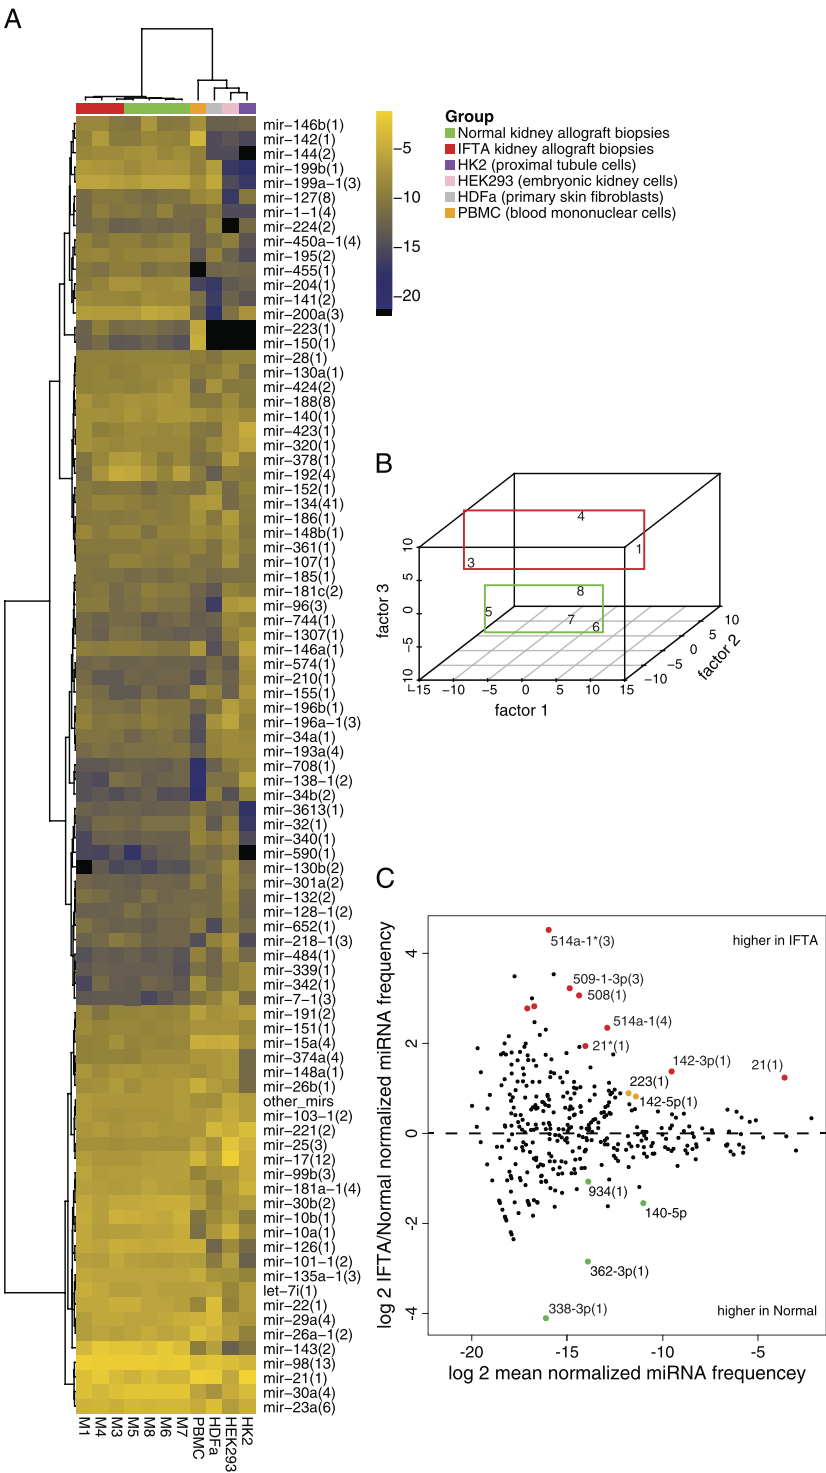 A
mir−146b(1)
mir−142(1)
mir−144(2)
mir−199b(1)
mir−199a−1(3)
mir−127(8)
mir−1−1(4)
mir−224(2)
mir−450a−1(4)
mir−195(2)
mir−455(1)
mir−204(1)
mir−141(2)
mir−200a(3)
mir−223(1)
mir−150(1)
mir−28(1)
mir−130a(1)
mir−424(2)
mir−188(8)
mir−140(1)
mir−423(1)
mir−320(1)
mir−378(1)
mir−192(4)
mir−152(1)
mir−134(41)
mir−186(1)
mir−148b(1)
mir−361(1)
mir−107(1)
mir−185(1)
mir−181c(2)
mir−96(3)
mir−744(1)
mir−1307(1)
mir−146a(1)
mir−574(1)
mir−210(1)
mir−155(1)
mir−196b(1)
mir−196a−1(3)
mir−34a(1)
mir−193a(4)
mir−708(1)
mir−138−1(2)
mir−34b(2)
mir−3613(1)
mir−32(1)
mir−340(1)
mir−590(1)
mir−130b(2)
mir−301a(2)
mir−132(2)
mir−128−1(2)
mir−652(1)
mir−218−1(3)
mir−484(1)
mir−339(1)
mir−342(1)
mir−7−1(3)
mir−191(2)
mir−151(1)
mir−15a(4)
mir−374a(4)
mir−148a(1)
mir−26b(1)
other_mirs
mir−103−1(2)
mir−221(2)
mir−25(3)
mir−17(12)
mir−99b(3)
mir−181a−1(4)
mir−30b(2)
mir−10b(1)
mir−10a(1)
mir−126(1)
mir−101−1(2)
mir−135a−1(3)
let−7i(1)
mir−22(1)
mir−29a(4)
mir−26a−1(2)
mir−143(2)
mir−98(13)
mir−21(1)
mir−30a(4)
mir−23a(6)
M1
M4
M3
M5
M8
M6
M7
PBMC
HDFa
HEK293
HK2
−5
−10
−15
−20
Group
Normal kidney allograft biopsies
IFTA kidney allograft biopsies
HK2 (proximal tubule cells)
HEK293 (embryonic kidney cells)
HDFa (primary skin fibroblasts)
PBMC (blood mononuclear cells)
B
4
1
3
8
5
7
6
10
5
0
−5
−10
factor 3
−15 −10 −5 0 5 10 15
factor 1
−10
−5
0
5
10
factor 2
C
log 2 IFTA/Normal normalized miRNA frequency
4
2
0
-2
-4
higher in IFTA
514a-1*(3)
509-1-3p(3)
508(1)
514a-1(4)
21*(1)
142-3p(1)
21(1)
223(1)
142-5p(1)
934(1)
140-5p
362-3p(1)
338-3p(1)
higher in Normal
-20 -15 -10 -5
log 2 mean normalized miRNA frequencey